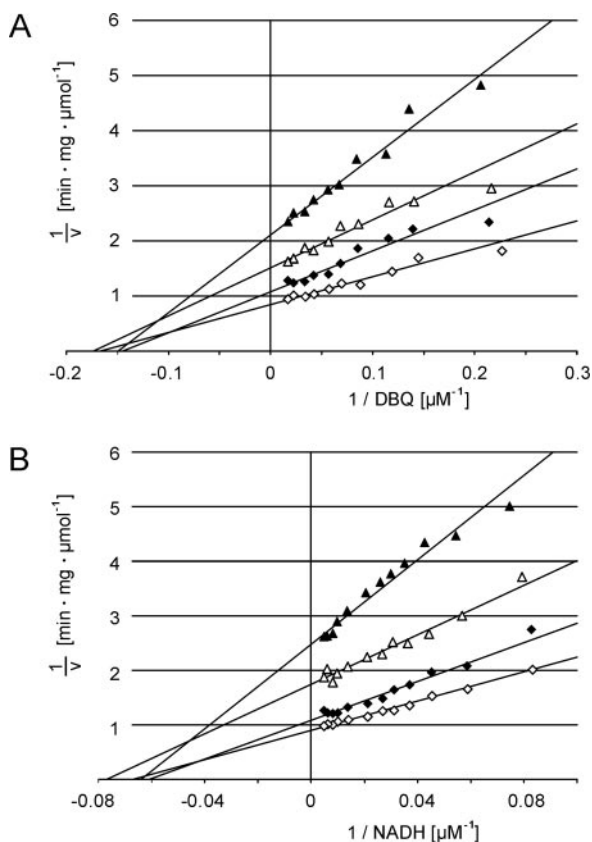 A
6
5
4
3
2
1
1/v [min · mg · µmol⁻¹]
-0.2 -0.1 0 0.1 0.2 0.3
1 / DBQ [µM⁻¹]
B
6
5
4
3
2
1
1/v [min · mg · µmol⁻¹]
-0.08 -0.04 0 0.04 0.08
1 / NADH [µM⁻¹]